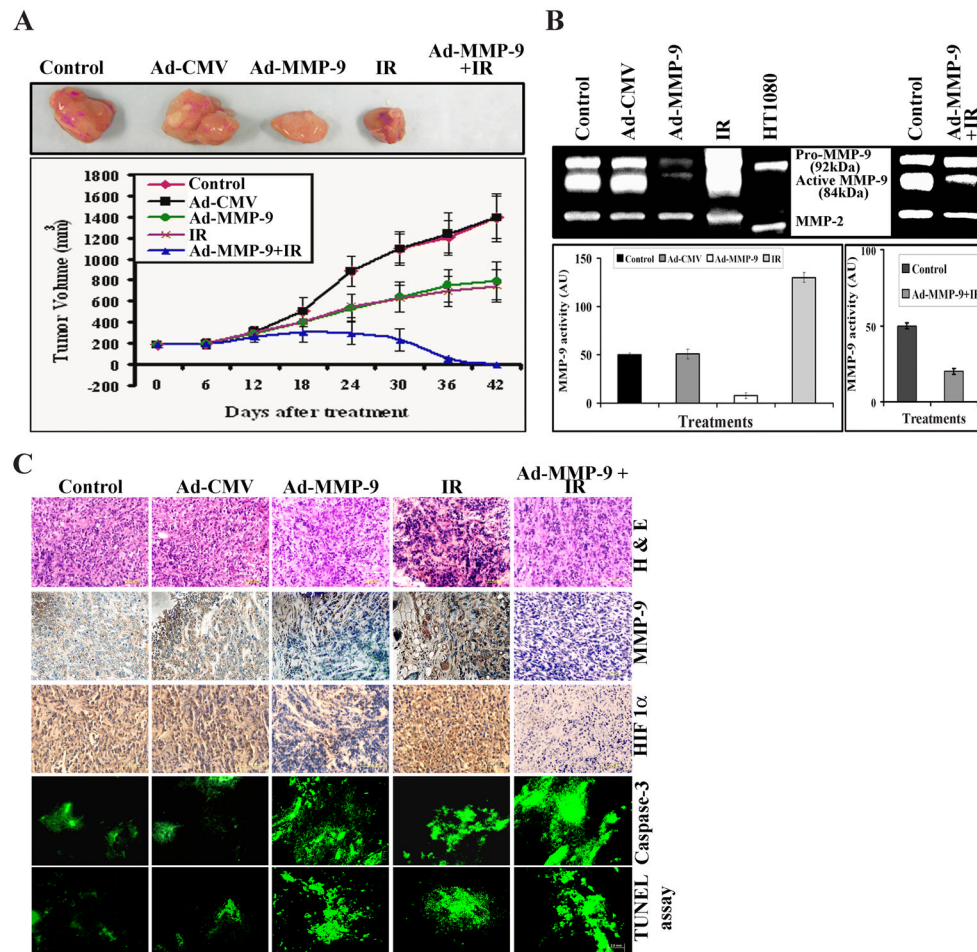 A
Control
Ad-CMV
Ad-MMP-9
IR
Ad-MMP-9
+IR
Tumor Volume (mm3)
1800
1600
1400
1200
1000
800
600
400
200
0
-200
Control
Ad-CMV
Ad-MMP-9
IR
Ad-MMP-9+IR
0 6 12 18 24 30 36 42
Days after treatment
B
Control
Ad-CMV
Ad-MMP-9
IR
HT1080
Pro-MMP-9
(92kDa)
Active MMP-9
(84kDa)
MMP-2
Control
Ad-MMP-9
+IR
MMP-9 activity (AU)
150
100
50
0
Control Ad-CMV Ad-MMP-9 IR
Treatments
MMP-9 activity (AU)
100
50
0
Control
Ad-MMP-9+IR
Treatments
C
Control
Ad-CMV
Ad-MMP-9
IR
Ad-MMP-9 +
IR
H & E
MMP-9
HIF 1α
Caspase-3
TUNEL
assay